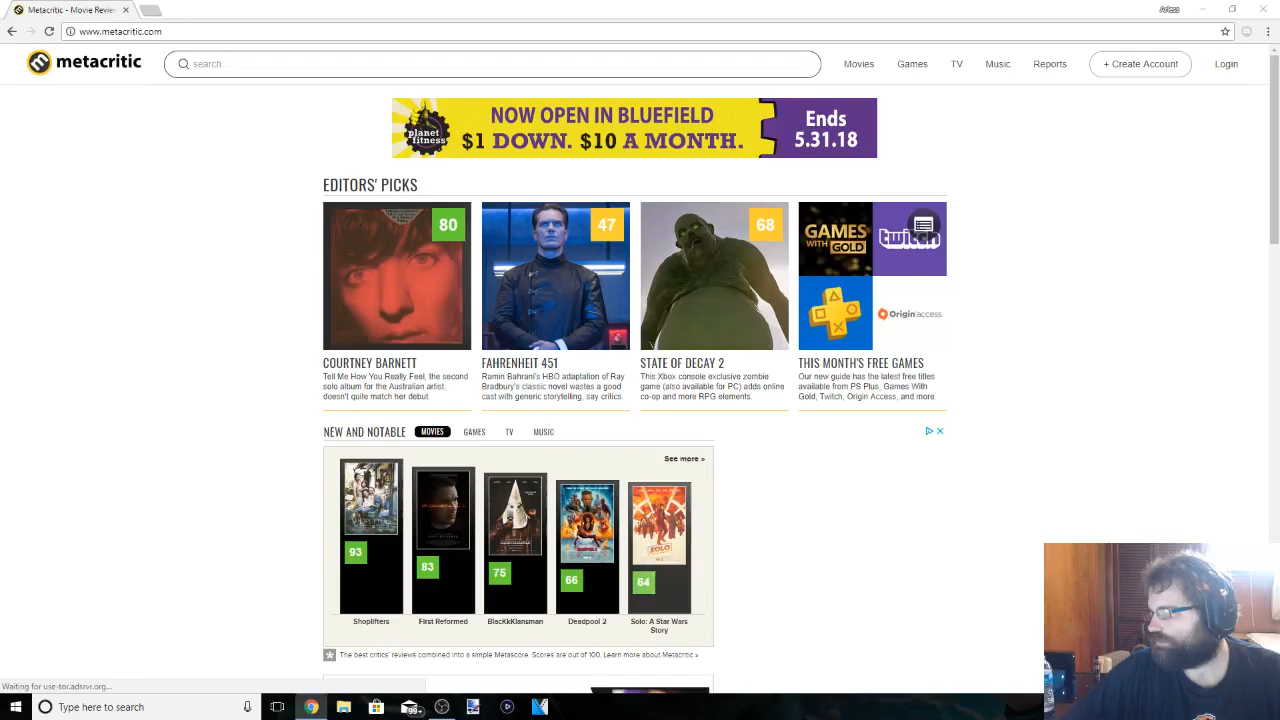 Metacritic - Movie Review
www.metacritic.com
metacritic
search...
Movies
Games
TV
Music
Reports
+ Create Account
Login
planet fitness
NOW OPEN IN BLUEFIELD
$1 DOWN. $10 A MONTH.
Ends
5.31.18
EDITORS' PICKS
80
47
68
GAMES
WITH GOLD
twitch
Origin access
COURTNEY BARNETT
Tell Me How You Really Feel, the second
solo album for the Australian artist,
doesn't quite match her debut.
FAHRENHEIT 451
Ramin Bahrani's HBO adaptation of Ray
Bradbury's classic novel wastes a good
cast with generic storytelling, say critics.
STATE OF DECAY 2
This Xbox console exclusive zombie
game (also available for PC) adds online
co-op and more RPG elements.
THIS MONTH'S FREE GAMES
Our new guide has the latest free titles
available from PS Plus, Games With
Gold, Twitch, Origin Access, and more.
NEW AND NOTABLE
MOVIES
GAMES
TV
MUSIC
See more »
93
83
75
66
64
SOLO
Shoplifters
First Reformed
BlacKkKlansman
Deadpool 2
Solo: A Star Wars
Story
The best critics' reviews combined into a simple Metascore. Scores are out of 100. Learn more about Metacritic »
Waiting for use-tor.adsrvr.org...
Type here to search
99+